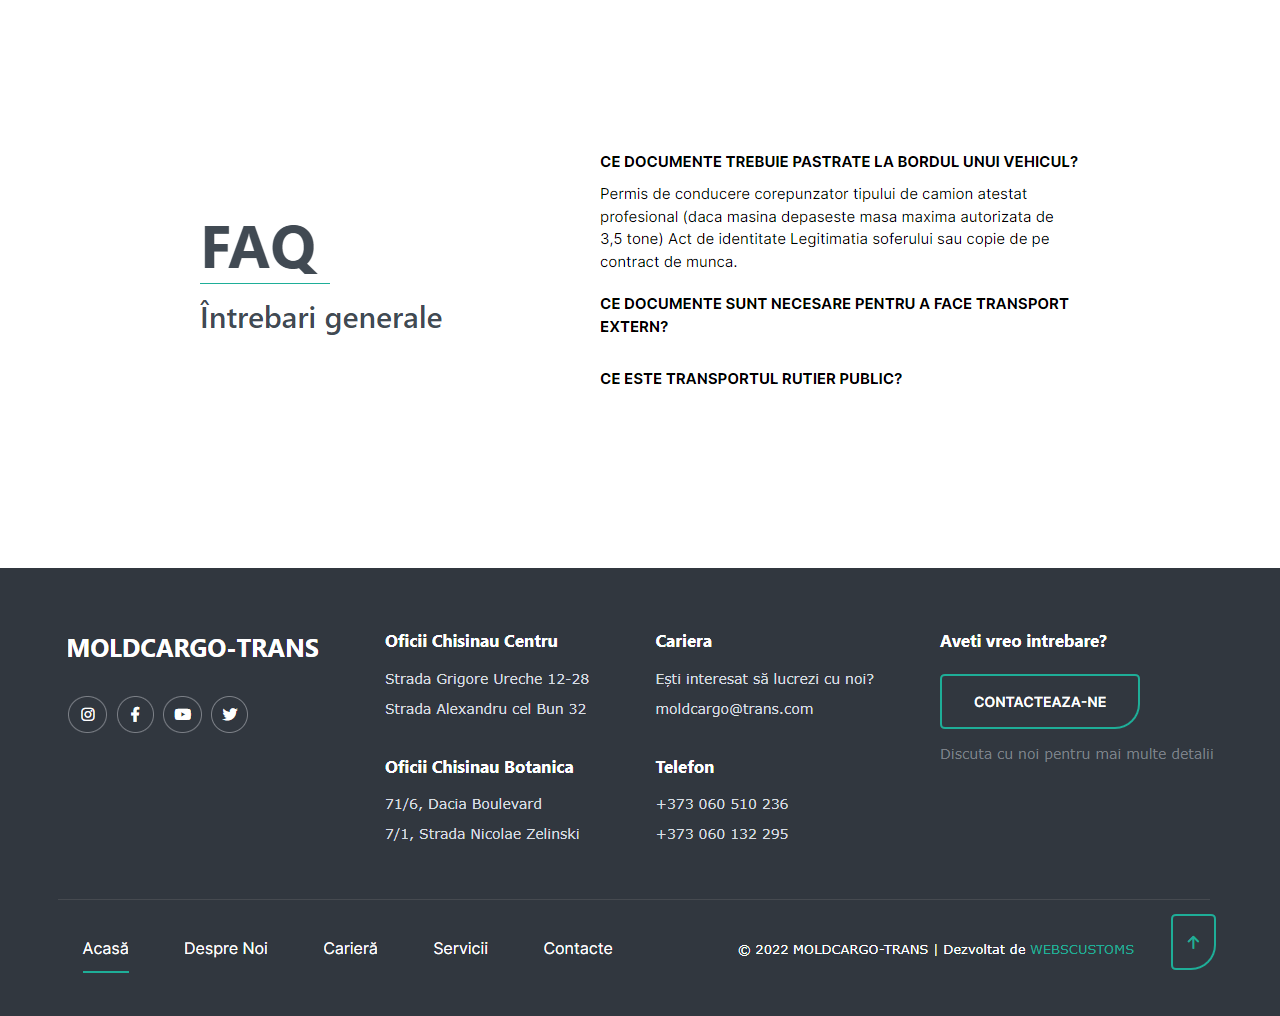 FAQ
Întrebari generale
CE DOCUMENTE TREBUIE PASTRATE LA BORDUL UNUI VEHICUL?
Permis de conducere corepunzator tipului de camion atestat
profesional (daca masina depaseste masa maxima autorizata de
3,5 tone) Act de identitate Legitimatia soferului sau copie de pe
contract de munca.
CE DOCUMENTE SUNT NECESARE PENTRU A FACE TRANSPORT
EXTERN?
CE ESTE TRANSPORTUL RUTIER PUBLIC?
MOLDCARGO-TRANS
Oficii Chisinau Centru
Strada Grigore Ureche 12-28
Strada Alexandru cel Bun 32
Oficii Chisinau Botanica
71/6, Dacia Boulevard
7/1, Strada Nicolae Zelinski
Cariera
Ești interesat să lucrezi cu noi?
moldcargo@trans.com
Telefon
+373 060 510 236
+373 060 132 295
Aveti vreo intrebare?
CONTACTEAZA-NE
Discuta cu noi pentru mai multe detalii
Acasă Despre Noi Carieră Servicii Contacte
© 2022 MOLDCARGO-TRANS | Dezvoltat de WEBSCUSTOMS